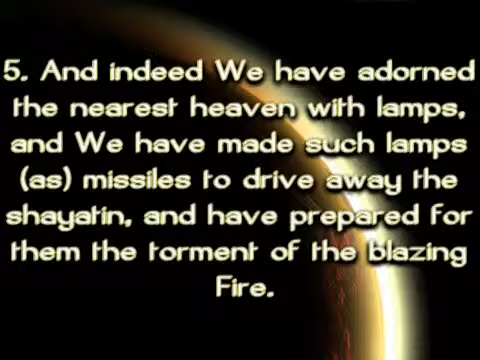 5. And indeed We have adorned
the nearest heaven with lamps,
and We have made such lamps
(as) missiles to drive away the
shayatin, and have prepared for
them the torment of the blazing
Fire.